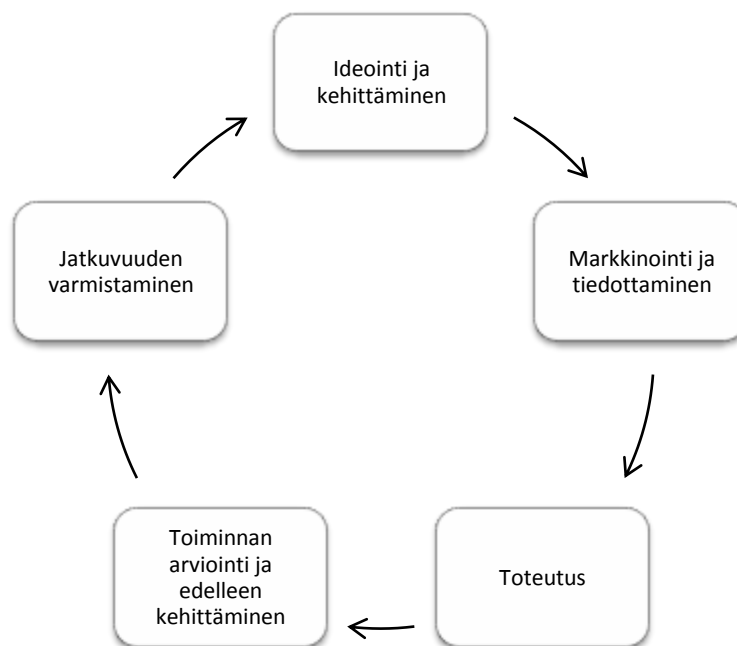 Ideointi ja
kehittäminen
Markkinointi ja
tiedottaminen
Toteutus
Toiminnan
arviointi ja
edelleen
kehittäminen
Jatkuvuuden
varmistaminen